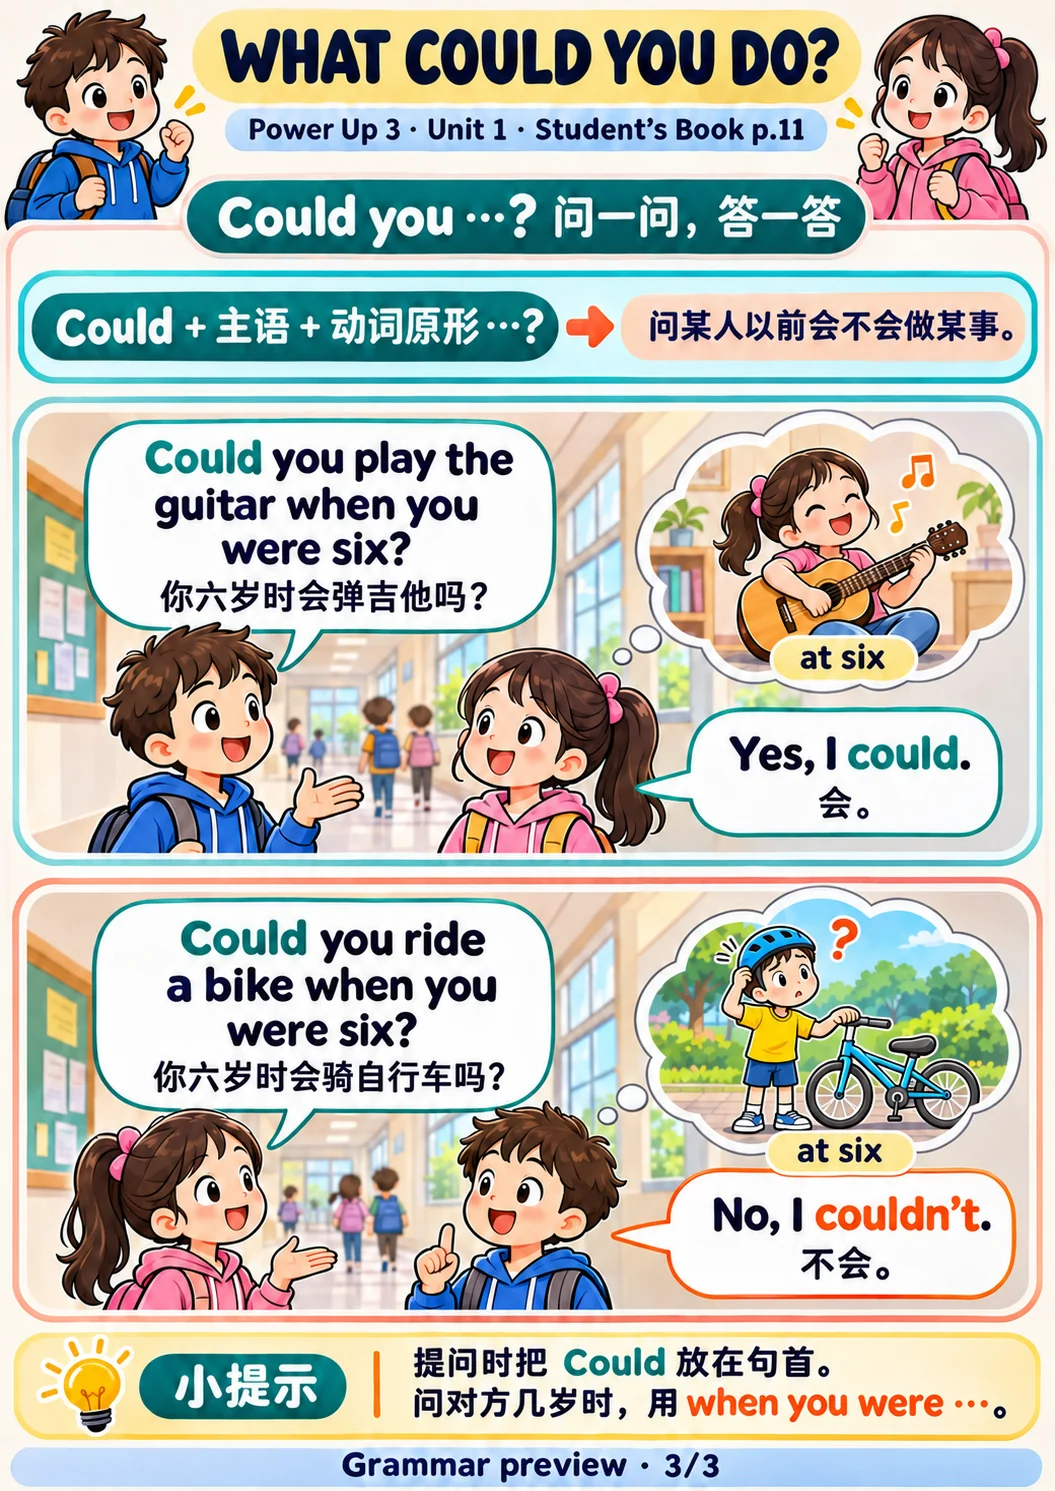 WHAT COULD YOU DO?
Power Up 3 · Unit 1 · Student's Book p.11
Could you ···? 问一问，答一答
Could + 主语 + 动词原形 ···?
问某人以前会不会做某事。
Could you play the
guitar when you
were six?
你六岁时会弹吉他吗？
at six
Yes, I could.
会。
Could you ride
a bike when you
were six?
你六岁时会骑自行车吗？
?
at six
No, I couldn't.
不会。
小提示
提问时把 Could 放在句首。
问对方几岁时，用 when you were ···。
Grammar preview · 3/3